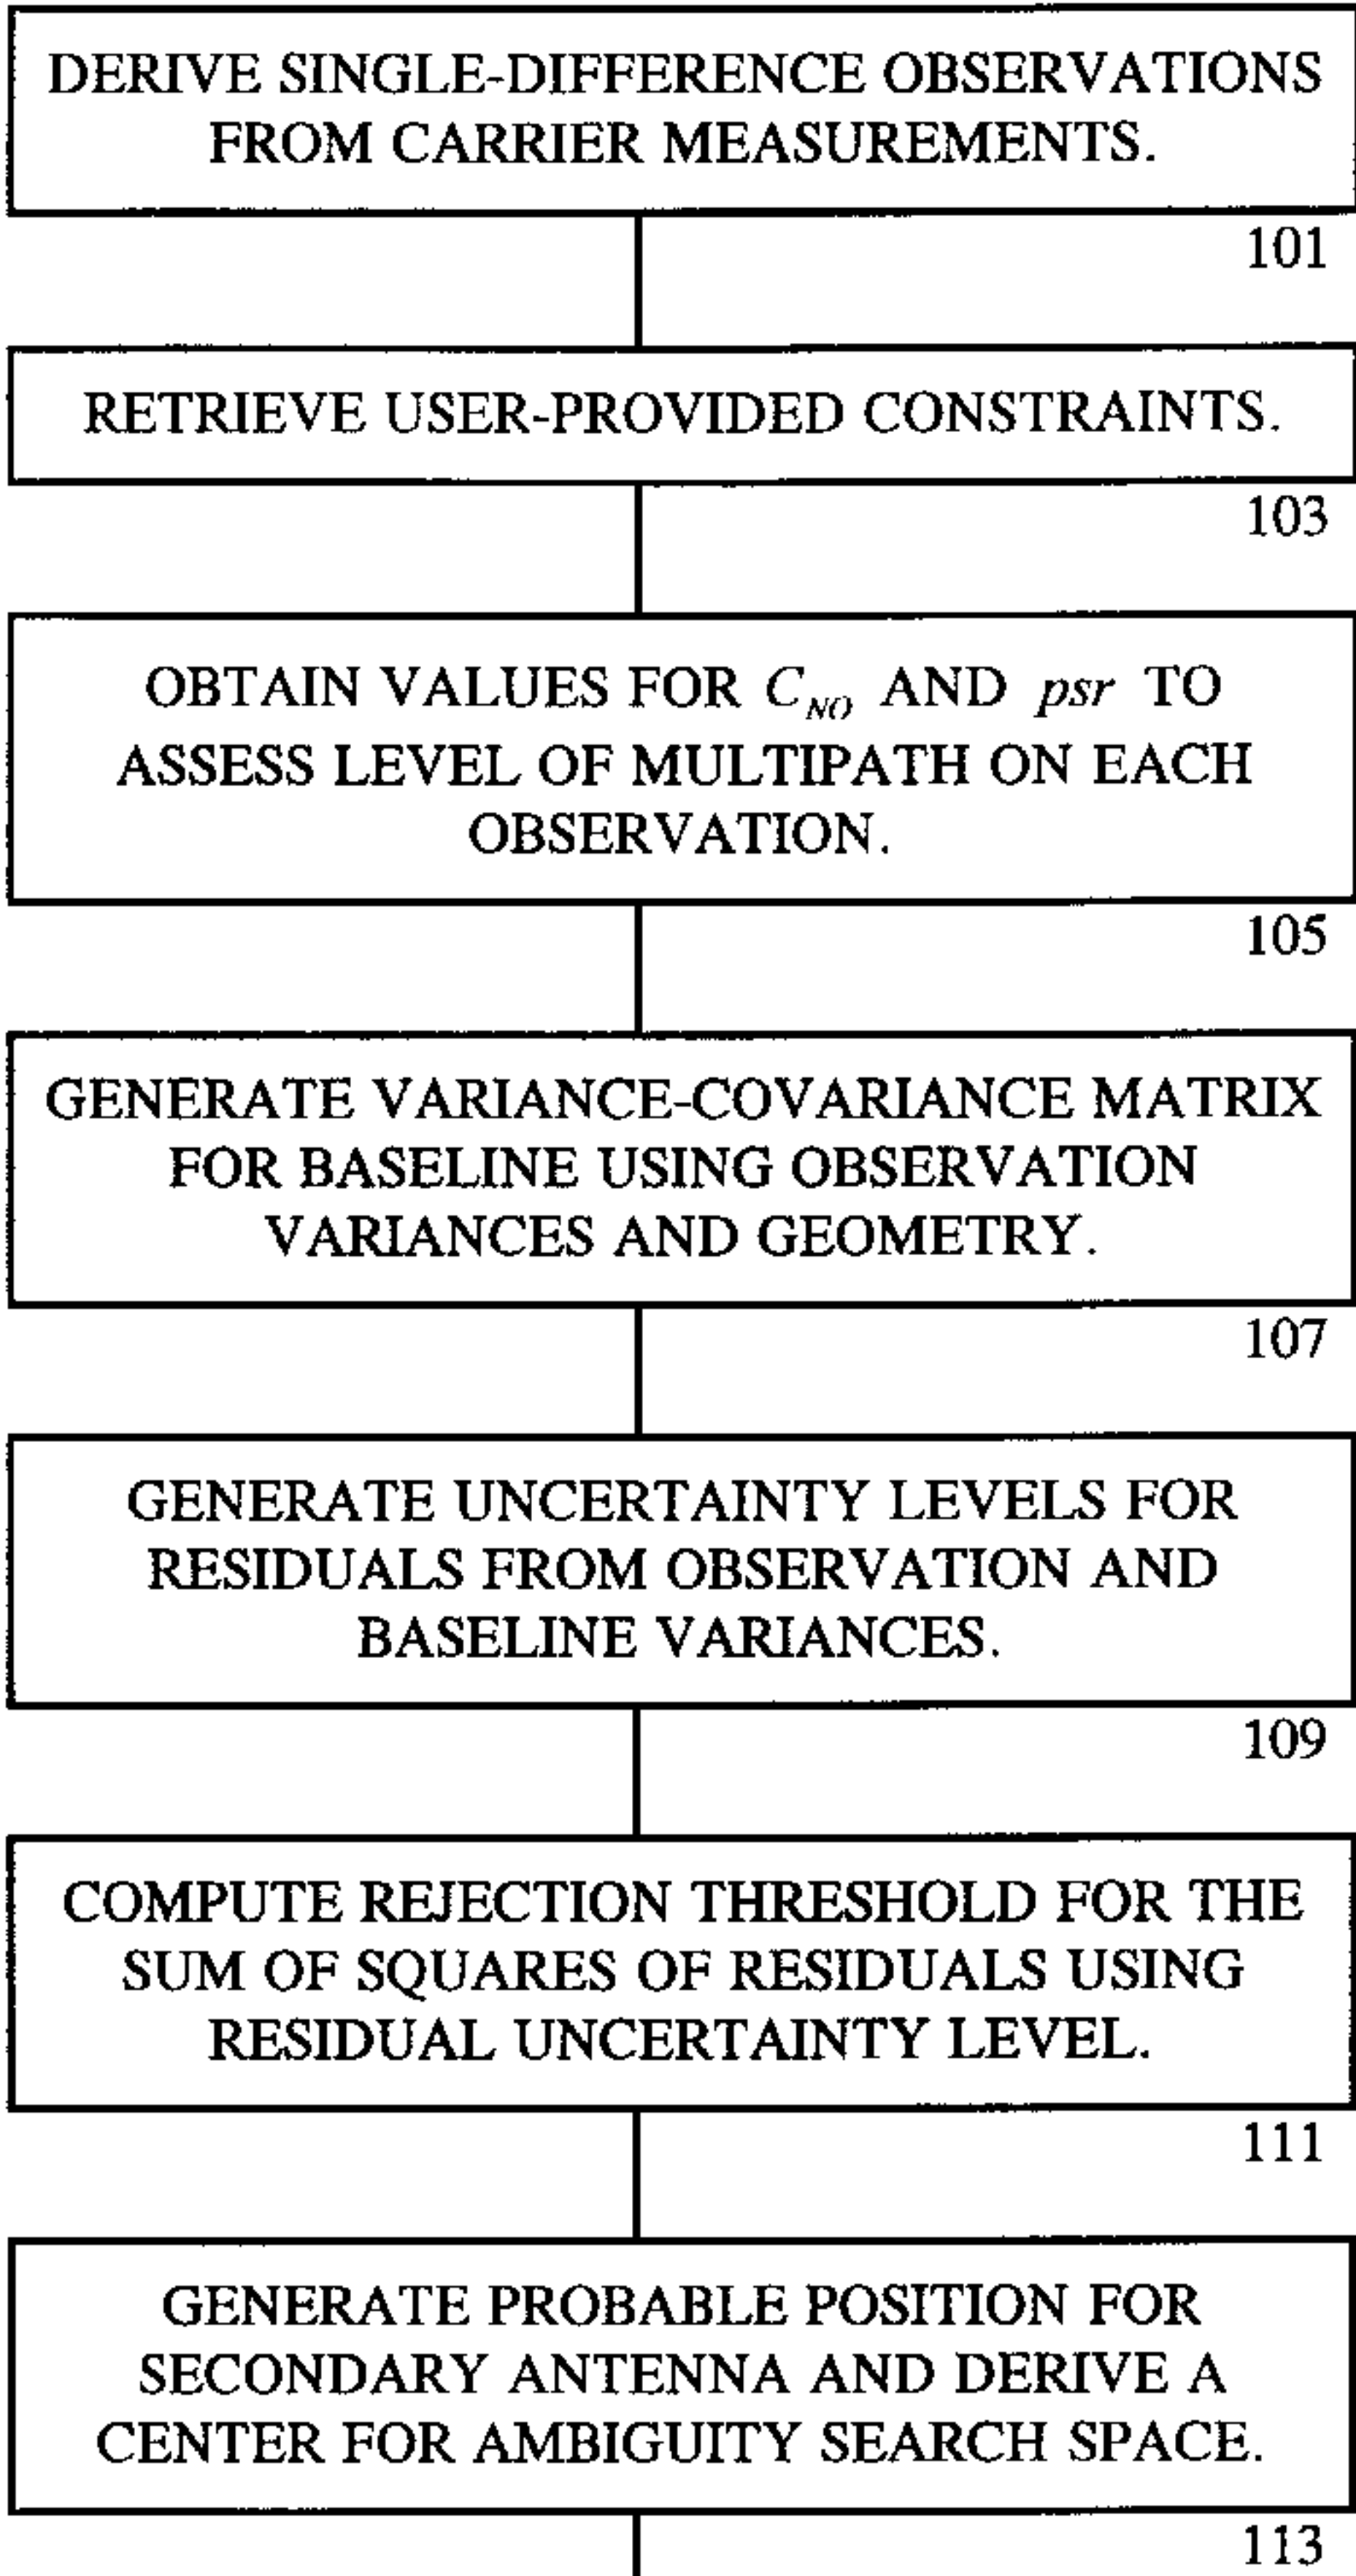 DERIVE SINGLE-DIFFERENCE OBSERVATIONS
FROM CARRIER MEASUREMENTS.
101
RETRIEVE USER-PROVIDED CONSTRAINTS.
103
OBTAIN VALUES FOR C_NO AND psr TO
ASSESS LEVEL OF MULTIPATH ON EACH
OBSERVATION.
105
GENERATE VARIANCE-COVARIANCE MATRIX
FOR BASELINE USING OBSERVATION
VARIANCES AND GEOMETRY.
107
GENERATE UNCERTAINTY LEVELS FOR
RESIDUALS FROM OBSERVATION AND
BASELINE VARIANCES.
109
COMPUTE REJECTION THRESHOLD FOR THE
SUM OF SQUARES OF RESIDUALS USING
RESIDUAL UNCERTAINTY LEVEL.
111
GENERATE PROBABLE POSITION FOR
SECONDARY ANTENNA AND DERIVE A
CENTER FOR AMBIGUITY SEARCH SPACE.
113